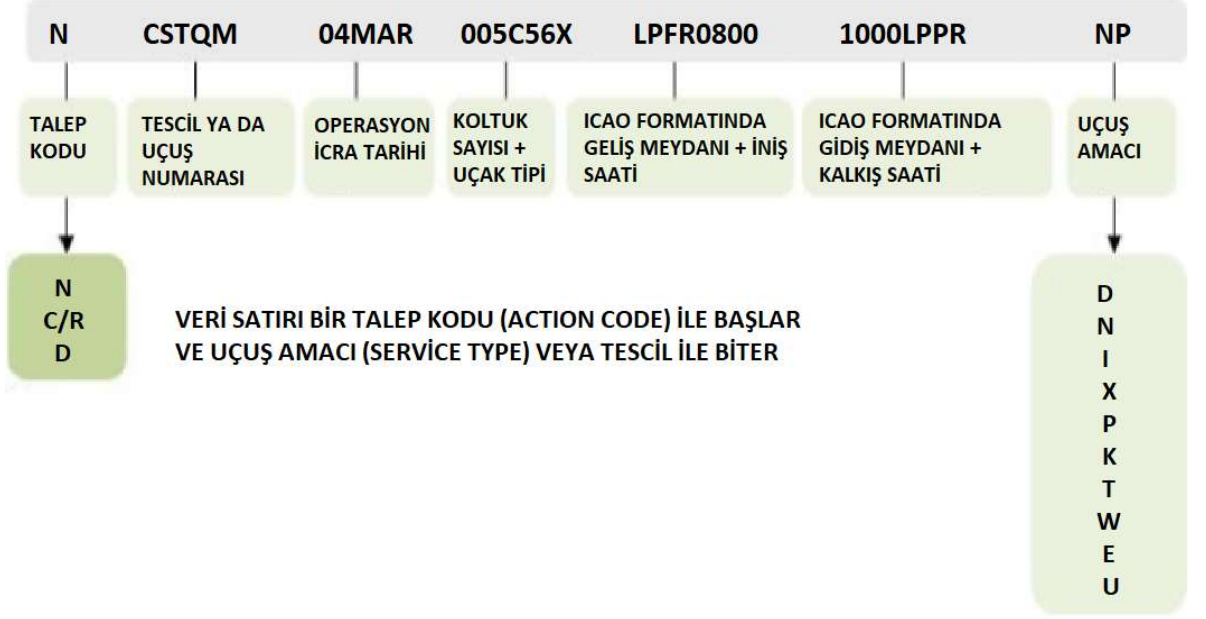 N CSTQM 04MAR 005C56X LPFR0800 1000LPPR NP
TALEP
KODU
TESCİL YA DA
UÇUŞ
NUMARASI
OPERASYON
İCRA TARİHİ
KOLTUK
SAYISI +
UÇAK TİPİ
ICAO FORMATINDA
GELİŞ MEYDANI + İNİŞ
SAATİ
ICAO FORMATINDA
GİDİŞ MEYDANI +
KALKIŞ SAATİ
UÇUŞ
AMACI
N
C/R
D
VERİ SATIRI BİR TALEP KODU (ACTION CODE) İLE BAŞLAR
VE UÇUŞ AMACI (SERVICE TYPE) VEYA TESCİL İLE BİTER
D
N
I
X
P
K
T
W
E
U